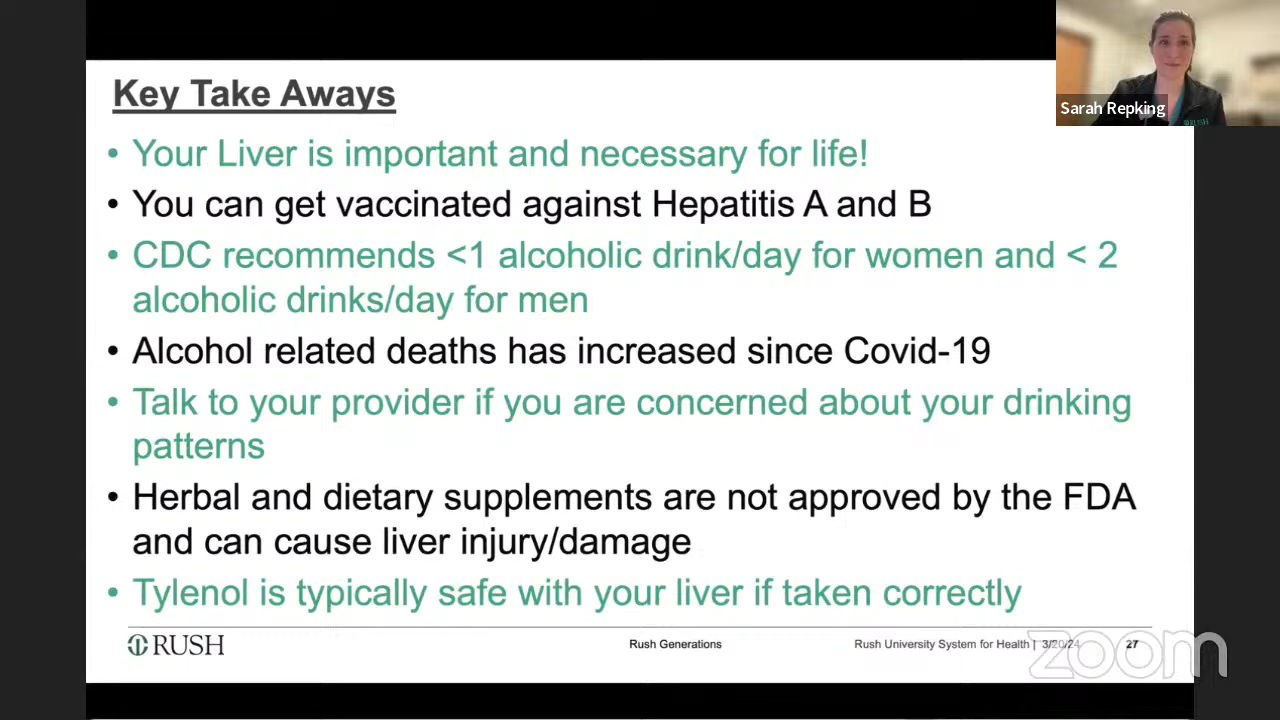 Sarah Repking
RUSH
Key Take Aways
• Your Liver is important and necessary for life!
• You can get vaccinated against Hepatitis A and B
• CDC recommends <1 alcoholic drink/day for women and < 2
alcoholic drinks/day for men
• Alcohol related deaths has increased since Covid-19
• Talk to your provider if you are concerned about your drinking
patterns
• Herbal and dietary supplements are not approved by the FDA
and can cause liver injury/damage
• Tylenol is typically safe with your liver if taken correctly
RUSH
Rush Generations
Rush University System for Health | 3/20/24
27
zoom